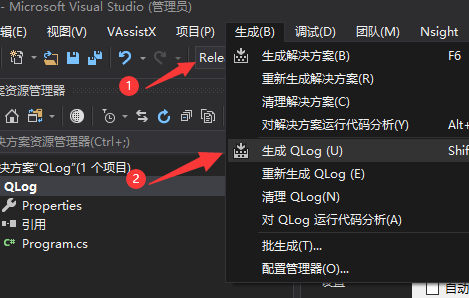 - Microsoft Visual Studio (管理员)
视图(V) VAssistX 项目(P) 生成(B) 调试(D) 团队(M) Nsight
Rele
1
生成解决方案(B) F6
重新生成解决方案(R)
清理解决方案(C)
对解决方案运行代码分析(Y) Alt+
生成 QLog (U) Shif
重新生成 QLog (E)
清理 QLog(N)
对 QLog 运行代码分析(A)
批生成(T)...
配置管理器(O)...
案资源管理器
决方案资源管理器(Ctrl+;)
决方案"QLog"(1 个项目)
2
QLog
Properties
引用
C# Program.cs
自动